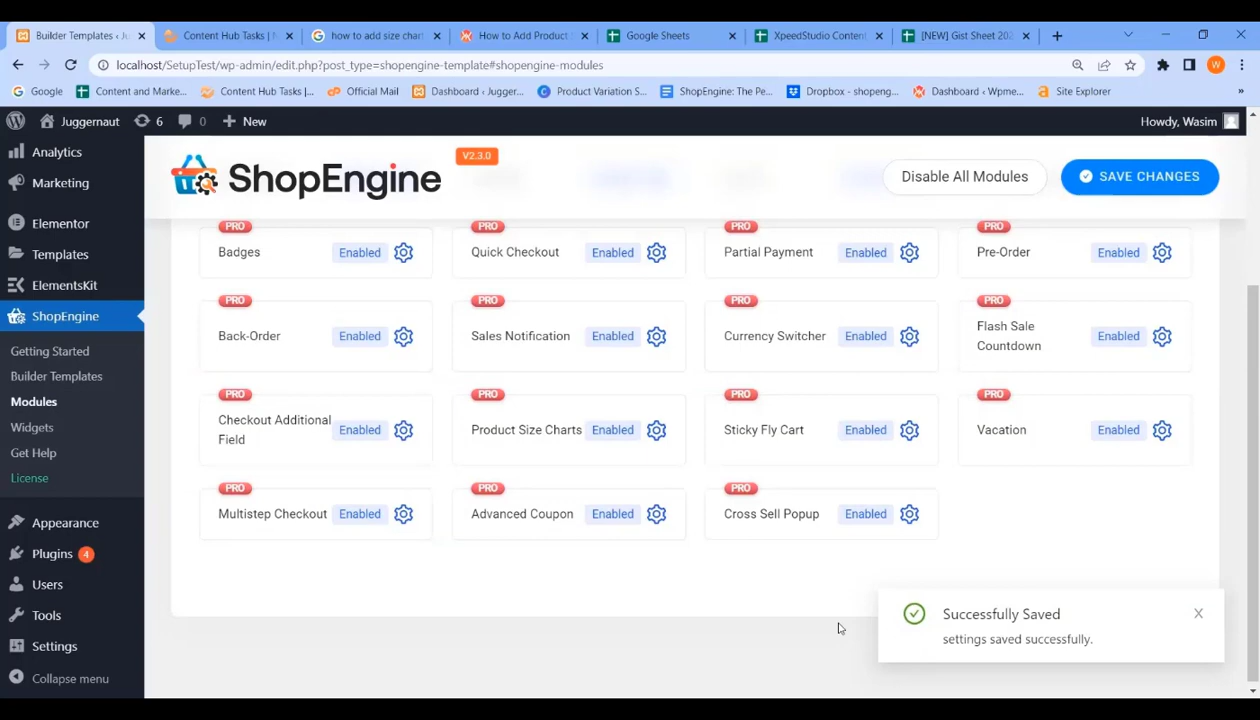 Builder Templates ‹ Ju
Content Hub Tasks | M
how to add size chart
How to Add Product
Google Sheets
XpeedStudio Content
[NEW] Gist Sheet 202
localhost/SetupTest/wp-admin/edit.php?post_type=shopengine-template#shopengine-modules
W
Google
Content and Marke...
Content Hub Tasks |...
Official Mail
Dashboard ‹ Jugger...
Product Variation S...
ShopEngine: The Pe...
Dropbox - shopeng...
Dashboard ‹ Wpme...
Site Explorer
»
Juggernaut
6
0
New
Howdy, Wasim
Analytics
Marketing
Elementor
Templates
ElementsKit
ShopEngine
Getting Started
Builder Templates
Modules
Widgets
Get Help
License
Appearance
Plugins 4
Users
Tools
Settings
Collapse menu
ShopEngine
V2.3.0
Disable All Modules
SAVE CHANGES
PRO
Badges
Enabled
PRO
Quick Checkout
Enabled
PRO
Partial Payment
Enabled
PRO
Pre-Order
Enabled
PRO
Back-Order
Enabled
PRO
Sales Notification
Enabled
PRO
Currency Switcher
Enabled
PRO
Flash Sale
Countdown
Enabled
PRO
Checkout Additional
Field
Enabled
PRO
Product Size Charts
Enabled
PRO
Sticky Fly Cart
Enabled
PRO
Vacation
Enabled
PRO
Multistep Checkout
Enabled
PRO
Advanced Coupon
Enabled
PRO
Cross Sell Popup
Enabled
Successfully Saved
settings saved successfully.